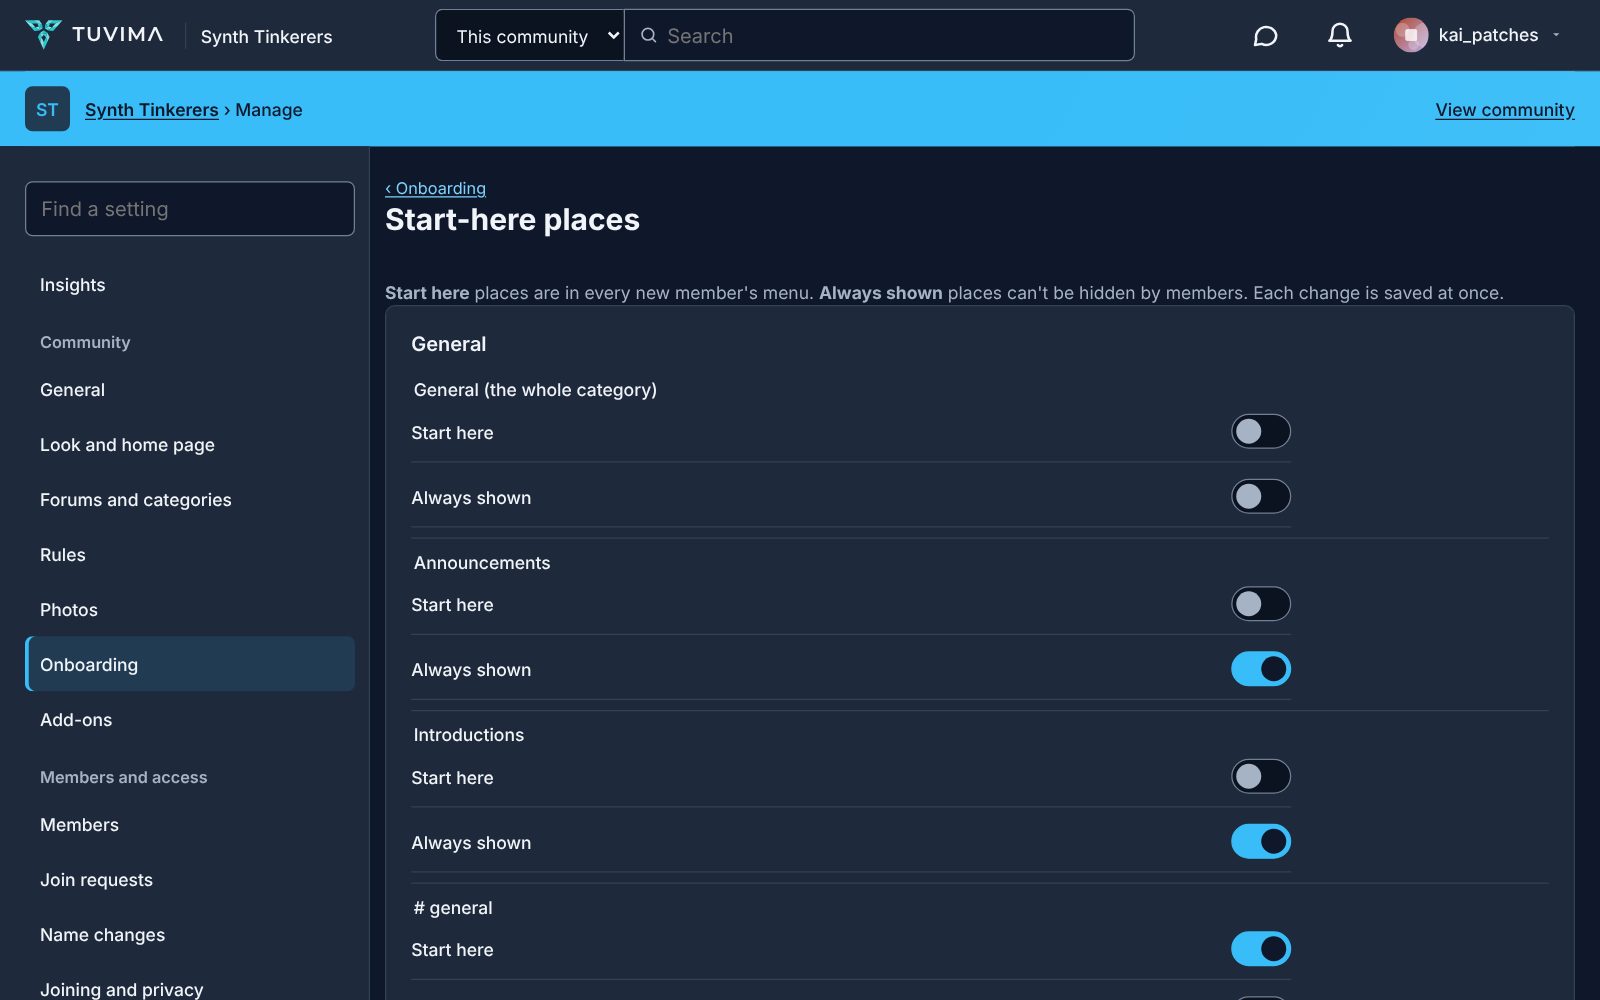 TUVIMA
Synth Tinkerers
This community
Search
kai_patches
ST
Synth Tinkerers › Manage
View community
Find a setting
Insights
Community
General
Look and home page
Forums and categories
Rules
Photos
Onboarding
Add-ons
Members and access
Members
Join requests
Name changes
Joining and privacy
‹ Onboarding
Start-here places
Start here places are in every new member's menu. Always shown places can't be hidden by members. Each change is saved at once.
General
General (the whole category)
Start here
Always shown
Announcements
Start here
Always shown
Introductions
Start here
Always shown
# general
Start here